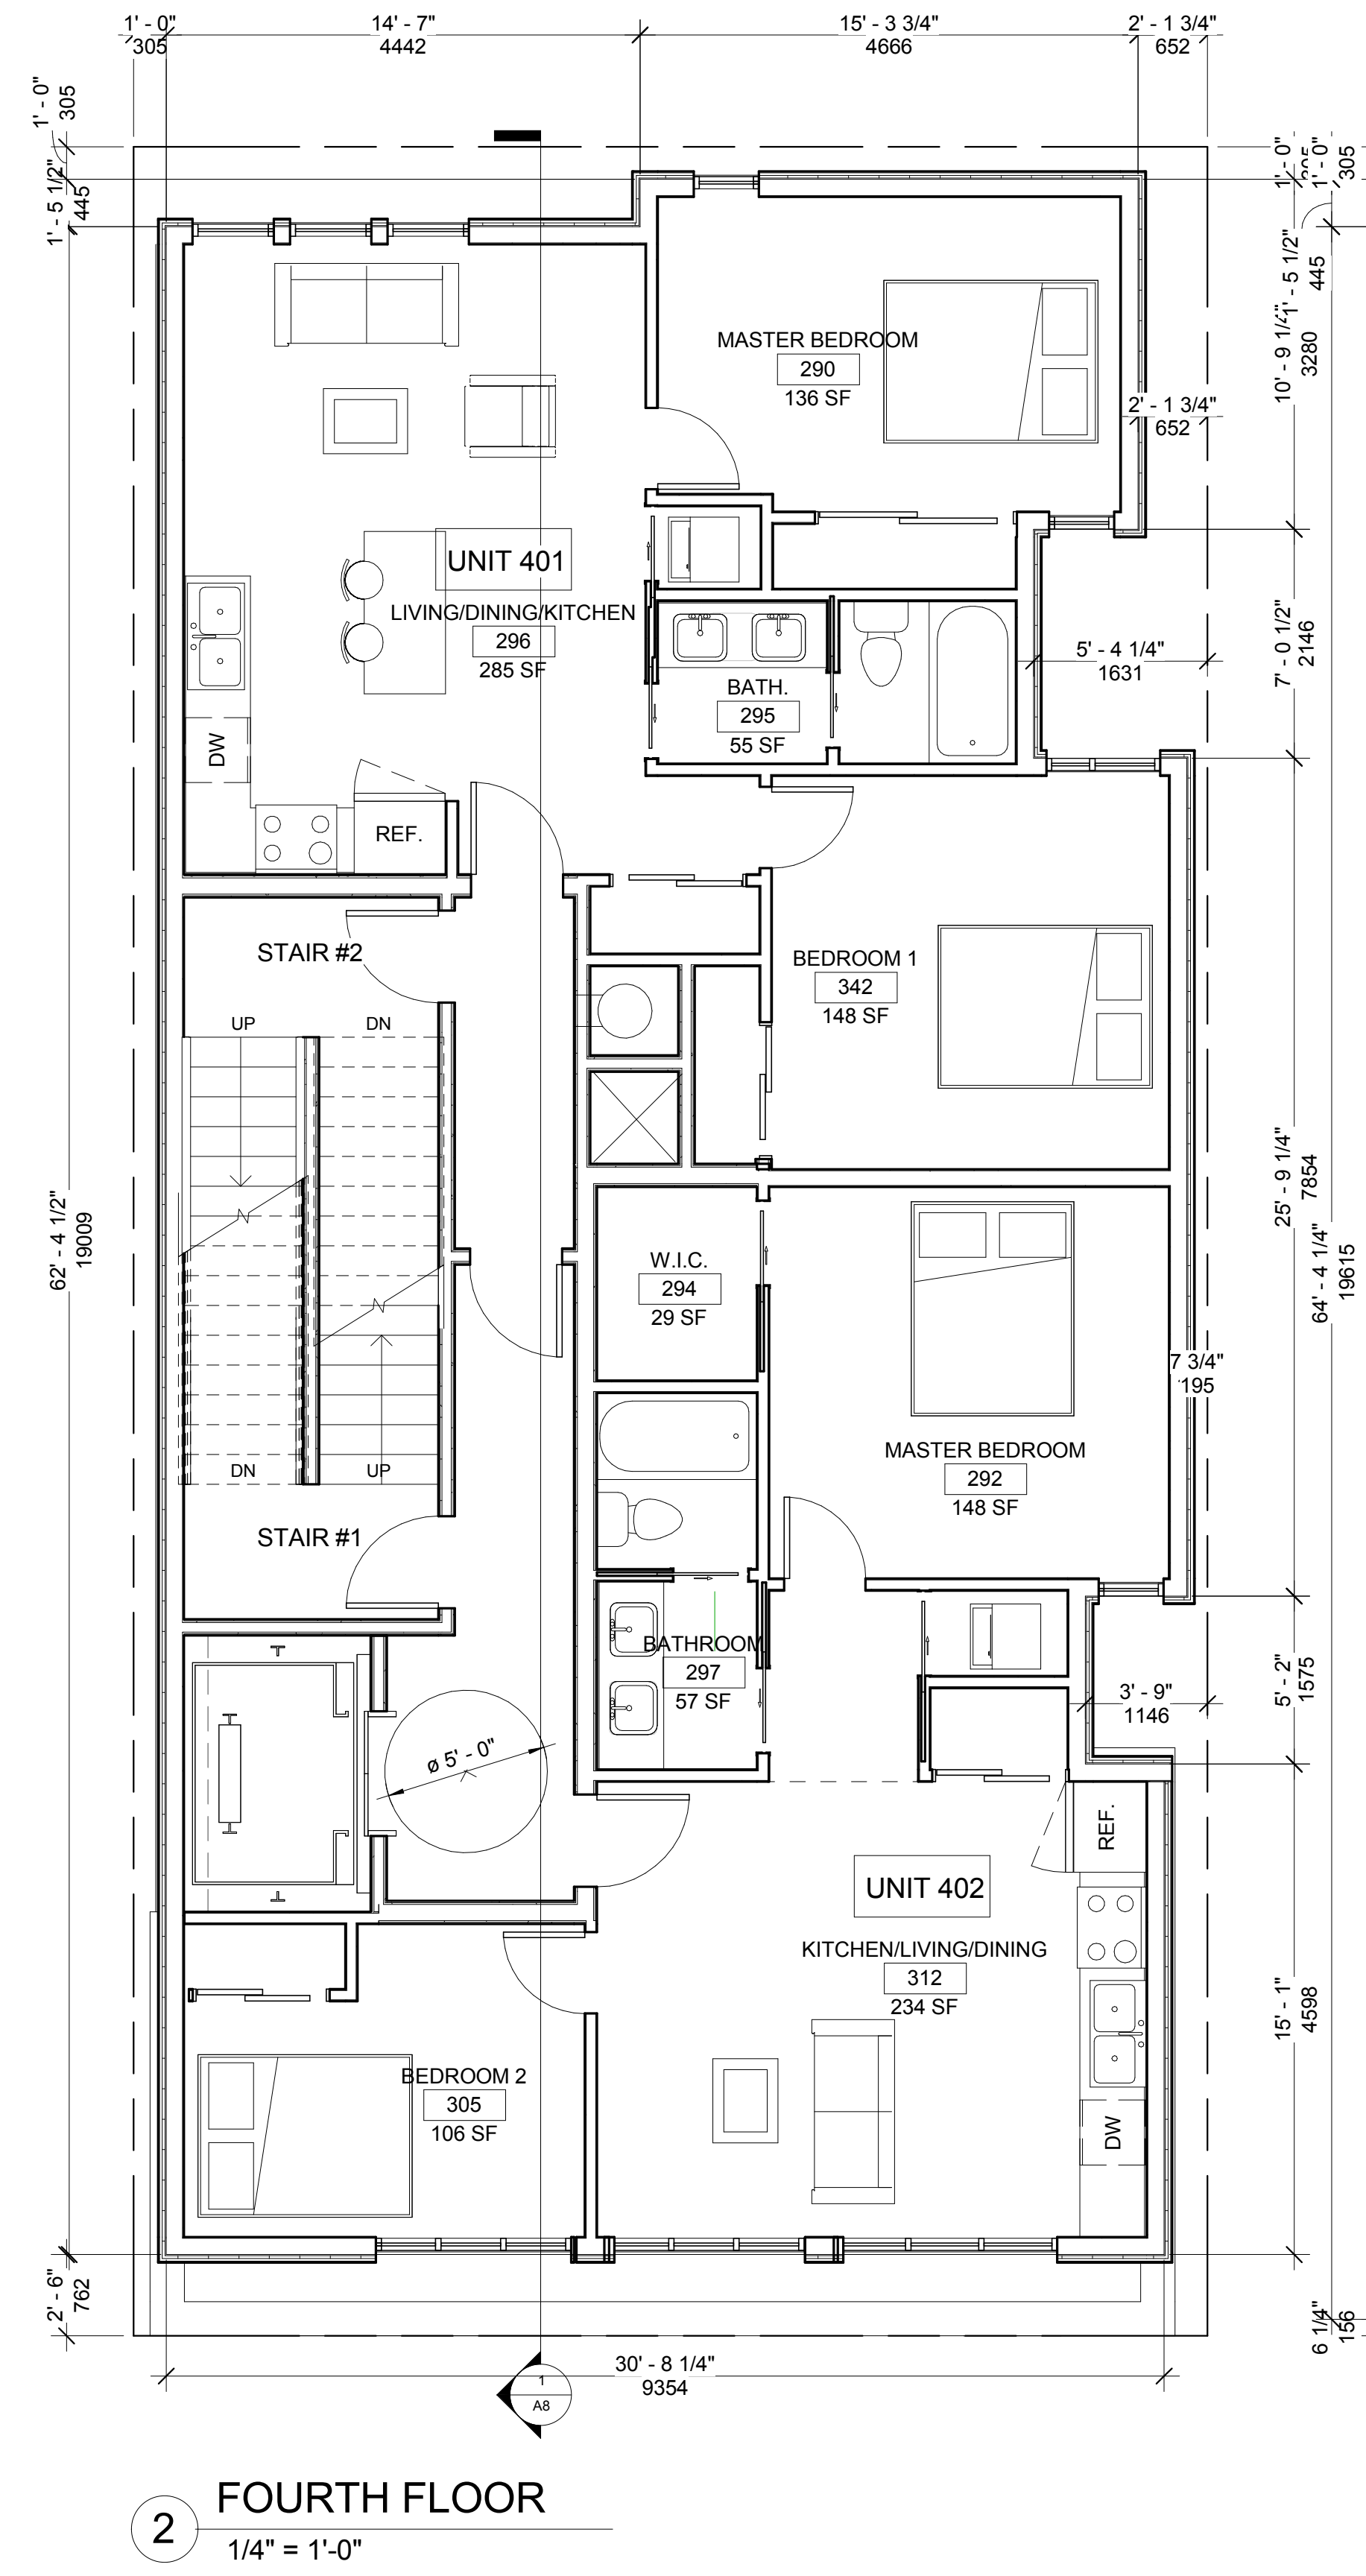 1' - 0"
305
14' - 7"
4442
15' - 3 3/4"
4666
2' - 1 3/4"
652
1' - 0"
305
1' - 5 1/2"
445
1' - 0"
1' - 0"
305
1' - 5 1/2"
445
10' - 9 1/4"
3280
MASTER BEDROOM
290
136 SF
2' - 1 3/4"
652
UNIT 401
LIVING/DINING/KITCHEN
296
285 SF
7' - 0 1/2"
2146
5' - 4 1/4"
1631
BATH.
295
55 SF
DW
REF.
STAIR #2
BEDROOM 1
342
148 SF
UP
DN
62' - 4 1/2"
19009
25' - 9 1/4"
7854
64' - 4 1/4"
19615
W.I.C.
294
29 SF
7 3/4"
195
MASTER BEDROOM
292
148 SF
DN
UP
STAIR #1
BATHROOM
297
57 SF
5' - 2"
1575
3' - 9"
1146
ø 5' - 0"
REF.
UNIT 402
KITCHEN/LIVING/DINING
312
234 SF
15' - 1"
4598
BEDROOM 2
305
106 SF
DW
2' - 6"
762
6 1/4"
156
30' - 8 1/4"
9354
1
A8
2
FOURTH FLOOR
1/4" = 1'-0"